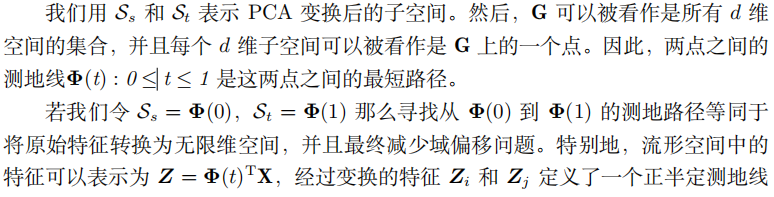 我们用 𝒮ₛ 和 𝒮ₜ 表示 PCA 变换后的子空间。然后，G 可以被看作是所有 d 维
空间的集合，并且每个 d 维子空间可以被看作是 G 上的一个点。因此，两点之间的
测地线Φ(t) : 0 ≤ t ≤ 1 是这两点之间的最短路径。
若我们令 𝒮ₛ = Φ(0)，𝒮ₜ = Φ(1) 那么寻找从 Φ(0) 到 Φ(1) 的测地路径等同于
将原始特征转换为无限维空间，并且最终减少域偏移问题。特别地，流形空间中的
特征可以表示为 Z = Φ(t)ᵀX，经过变换的特征 Zᵢ 和 Zⱼ 定义了一个正半定测地线